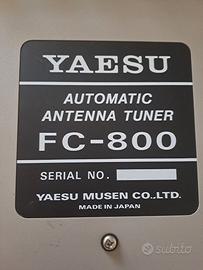 YAESU
AUTOMATIC
ANTENNA TUNER
FC-800
SERIAL NO.
YAESU MUSEN CO.,LTD.
MADE IN JAPAN
subito